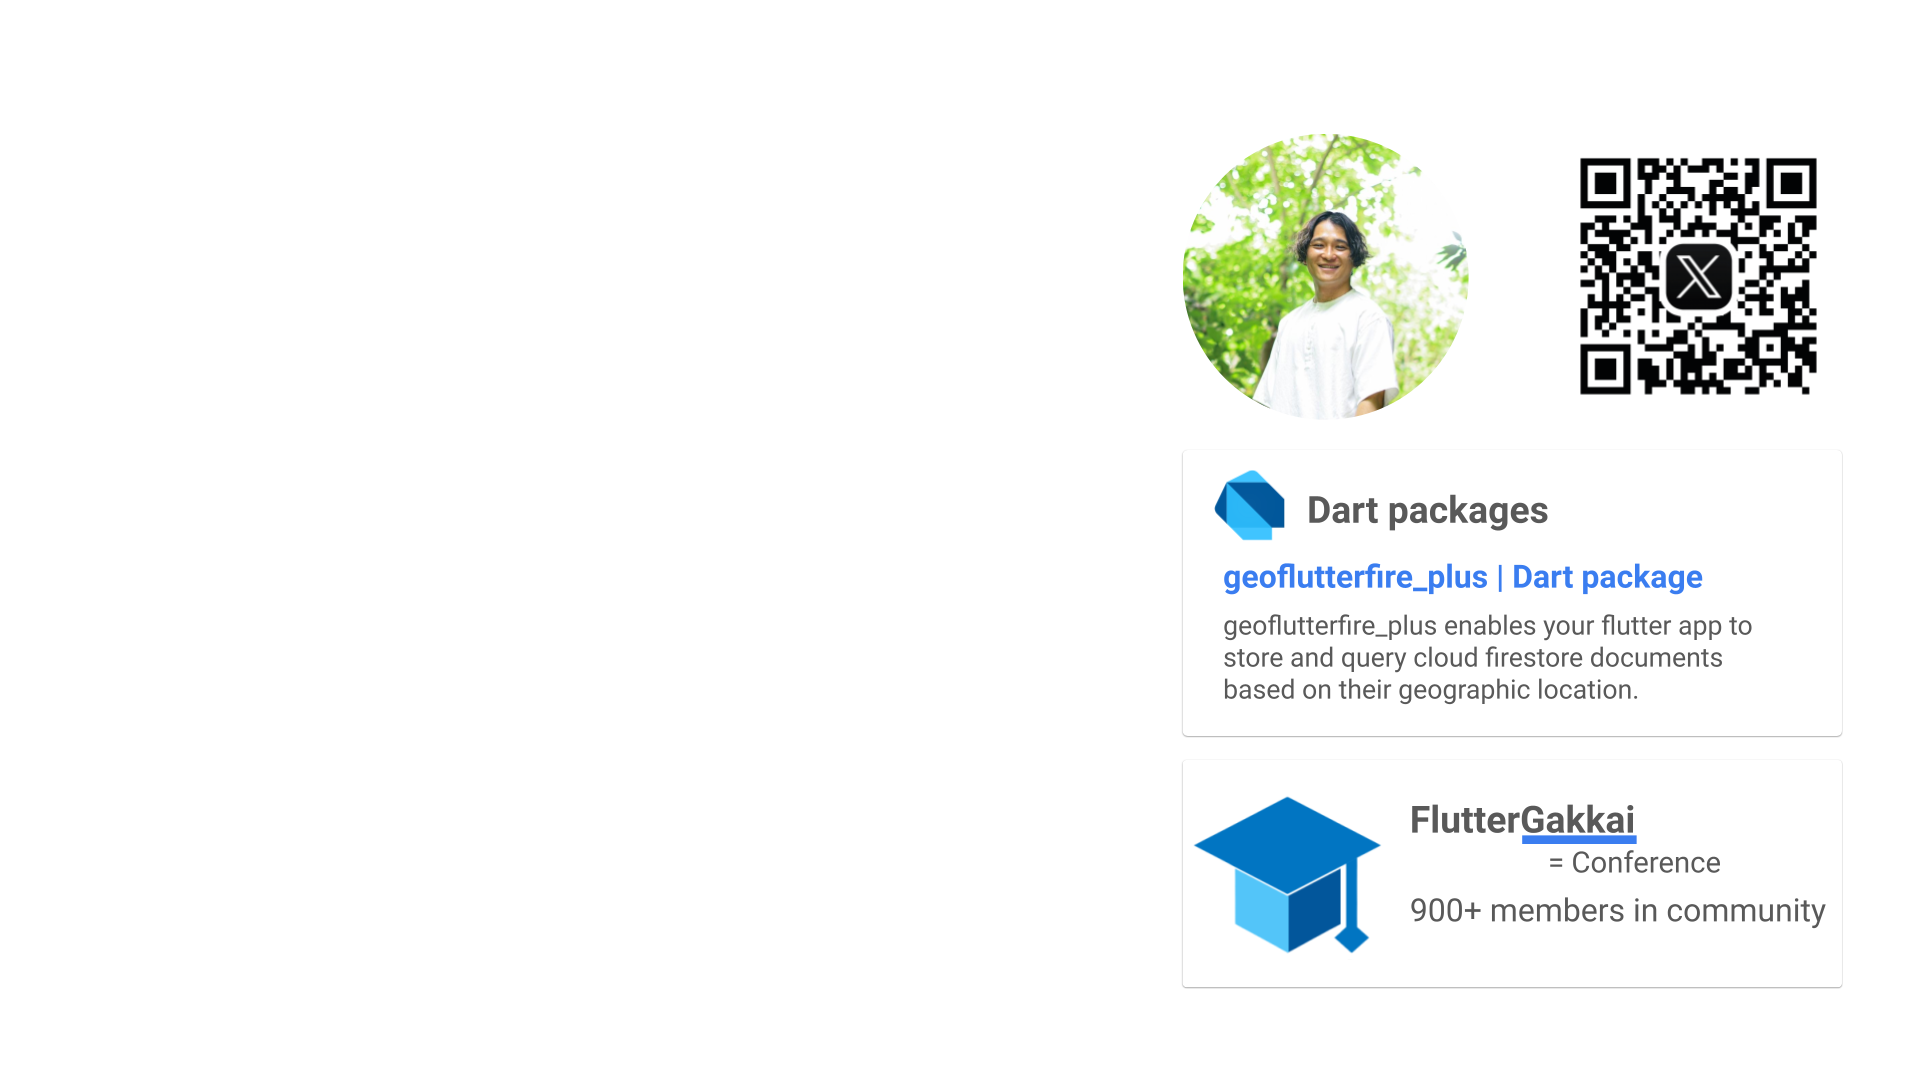 Dart packages
geoflutterfire_plus | Dart package
geoflutterfire_plus enables your flutter app to
store and query cloud firestore documents
based on their geographic location.
FlutterGakkai
= Conference
900+ members in community